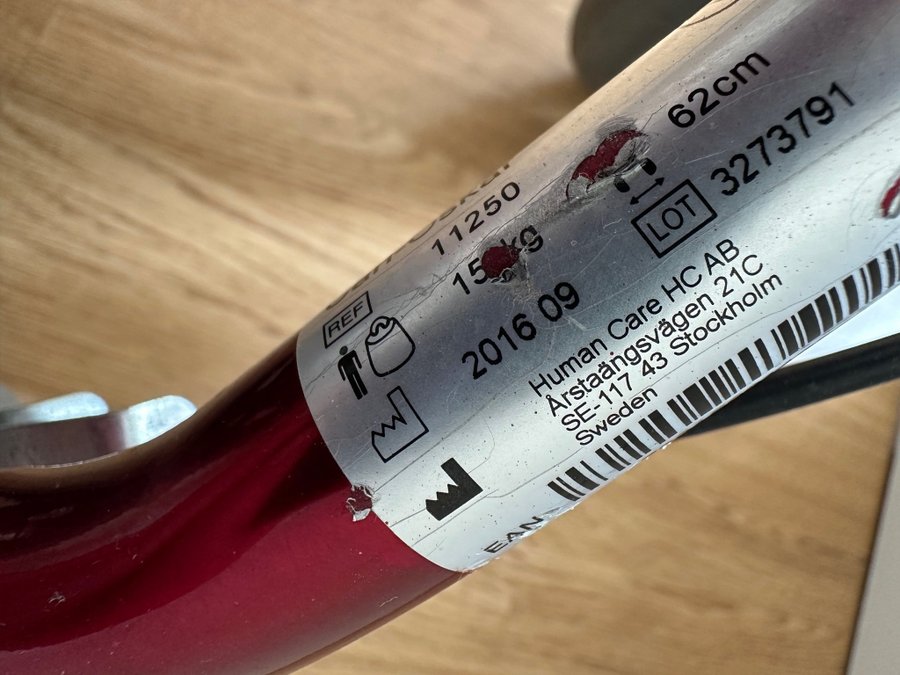 REF 11250
62cm
2016 09
LOT 3273791
Human Care HC AB
Årstaängsvägen 21C
SE-117 43 Stockholm
Sweden
EAN